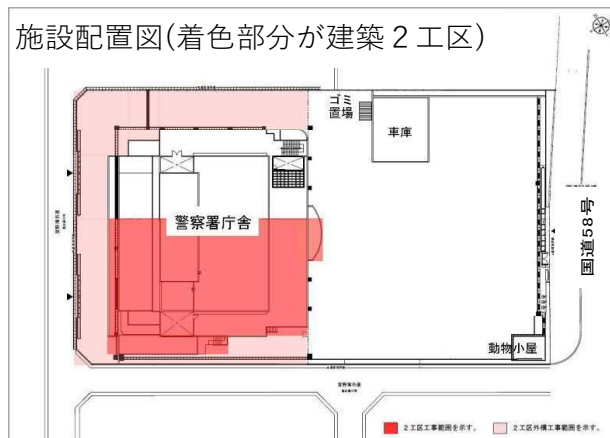 施設配置図(着色部分が建築２工区)
ゴミ
置場
車庫
警察署庁舎
国道58号
動物小屋
２工区工事範囲を示す。
２工区外構工事範囲を示す。